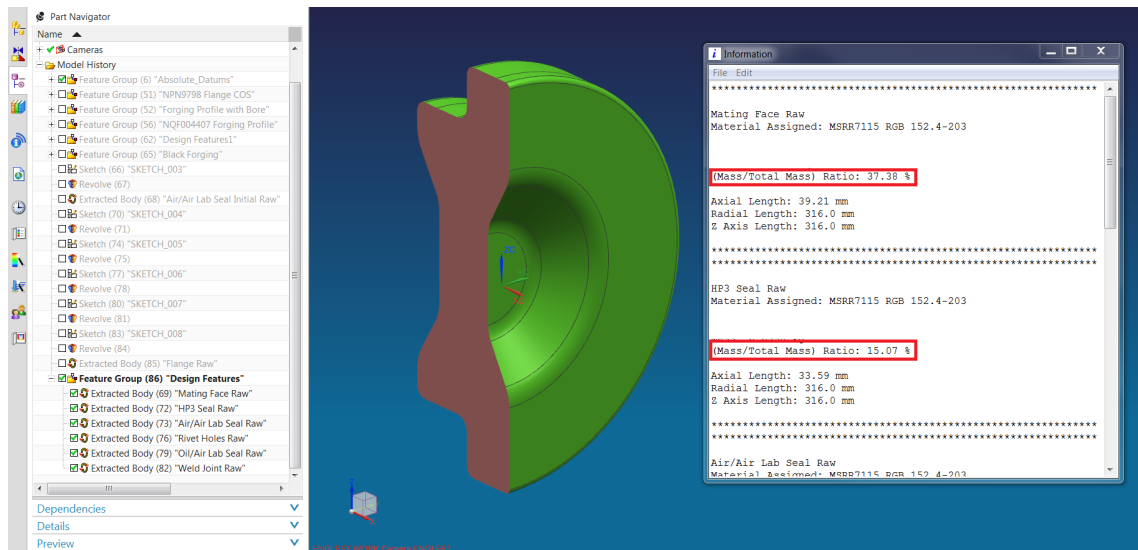 Part Navigator
Name
Cameras
Model History
Feature Group (6) "Absolute_Datums"
Feature Group (51) "NPN9798 Flange COS"
Feature Group (52) "Forging Profile with Bore"
Feature Group (56) "NQF004407 Forging Profile"
Feature Group (62) "Design Features1"
Feature Group (65) "Black Forging"
Sketch (66) "SKETCH_003"
Revolve (67)
Extracted Body (68) "Air/Air Lab Seal Initial Raw"
Sketch (70) "SKETCH_004"
Revolve (71)
Sketch (74) "SKETCH_005"
Revolve (75)
Sketch (77) "SKETCH_006"
Revolve (78)
Sketch (80) "SKETCH_007"
Revolve (81)
Sketch (83) "SKETCH_008"
Revolve (84)
Extracted Body (85) "Flange Raw"
Feature Group (86) "Design Features"
Extracted Body (69) "Mating Face Raw"
Extracted Body (72) "HP3 Seal Raw"
Extracted Body (73) "Air/Air Lab Seal Raw"
Extracted Body (76) "Rivet Holes Raw"
Extracted Body (79) "Oil/Air Lab Seal Raw"
Extracted Body (82) "Weld Joint Raw"
Dependencies
Details
Preview
Information
File Edit
Mating Face Raw
Material Assigned: MSRR7115 RGB 152.4-203
(Mass/Total Mass) Ratio: 37.38 %
Axial Length: 39.21 mm
Radial Length: 316.0 mm
Z Axis Length: 316.0 mm
HP3 Seal Raw
Material Assigned: MSRR7115 RGB 152.4-203
(Mass/Total Mass) Ratio: 15.07 %
Axial Length: 33.59 mm
Radial Length: 316.0 mm
Z Axis Length: 316.0 mm
Air/Air Lab Seal Raw
Material Assigned: MSRR7115 RGB 152.4-203